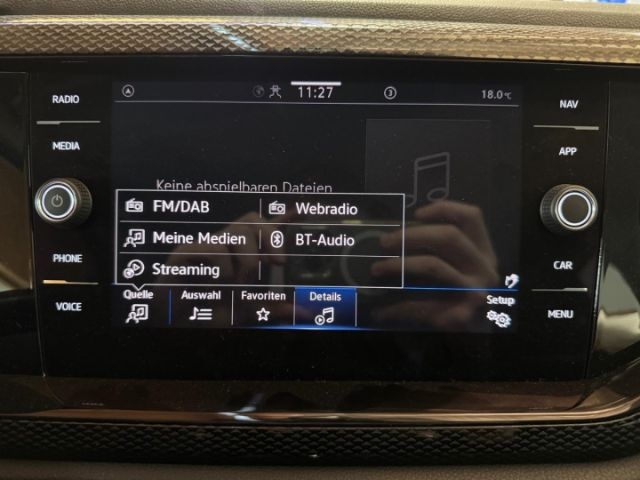 RADIO
MEDIA
PHONE
VOICE
11:27
3
18.0°C
Keine abspielbaren Dateien
FM/DAB
Webradio
Meine Medien
BT-Audio
Streaming
Quelle
Auswahl
Favoriten
Details
Setup
NAV
APP
CAR
MENU